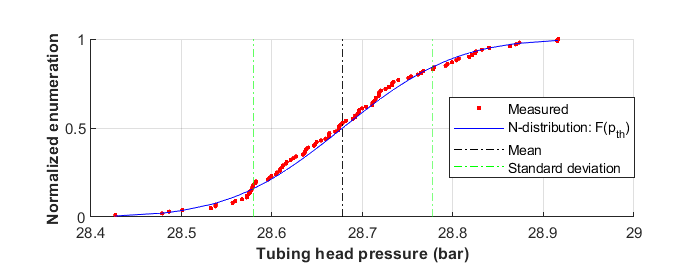 Normalized enumeration
1
0.5
0
28.4 28.5 28.6 28.7 28.8 28.9 29
Tubing head pressure (bar)
Measured
N-distribution: F(p_th)
Mean
Standard deviation